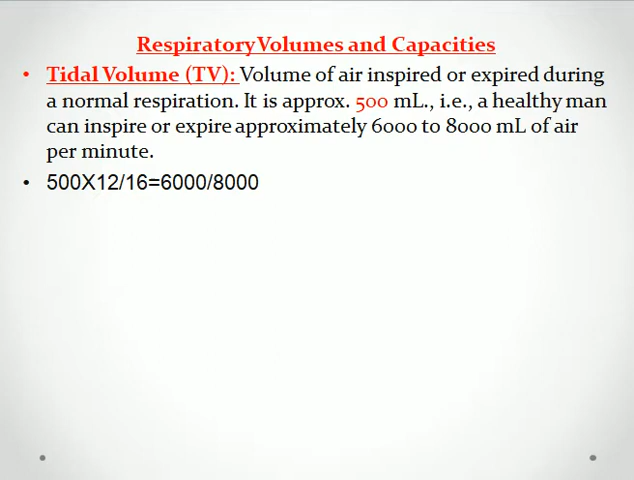 Respiratory Volumes and Capacities
• Tidal Volume (TV): Volume of air inspired or expired during
a normal respiration. It is approx. 500 mL., i.e., a healthy man
can inspire or expire approximately 6000 to 8000 mL of air
per minute.
• 500X12/16=6000/8000